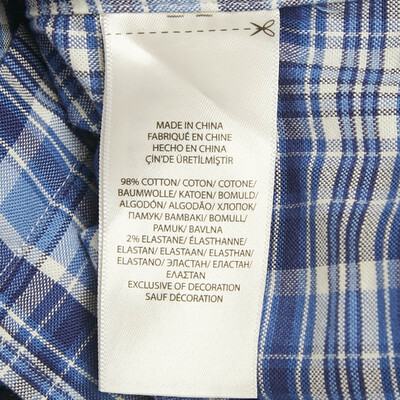 MADE IN CHINA
FABRIQUÉ EN CHINE
HECHO EN CHINA
ÇİN'DE ÜRETİLMİŞTİR
98% COTTON/ COTON/ COTONE/
BAUMWOLLE/ KATOEN/ BOMULD/
ALGODÓN/ ALGODÃO/ ХЛОПОК/
ПАМУК/ BAMBAKI/ BOMULL/
PAMUK/ BAVLNA
2% ELASTANE/ ÉLASTHANNE/
ELASTAN/ ELASTAAN/ ELASTHAN/
ELASTANO/ ЭЛАСТАН/ ЕЛАСТАН/
ΕΛΑΣΤΑΝ
EXCLUSIVE OF DECORATION
SAUF DÉCORATION